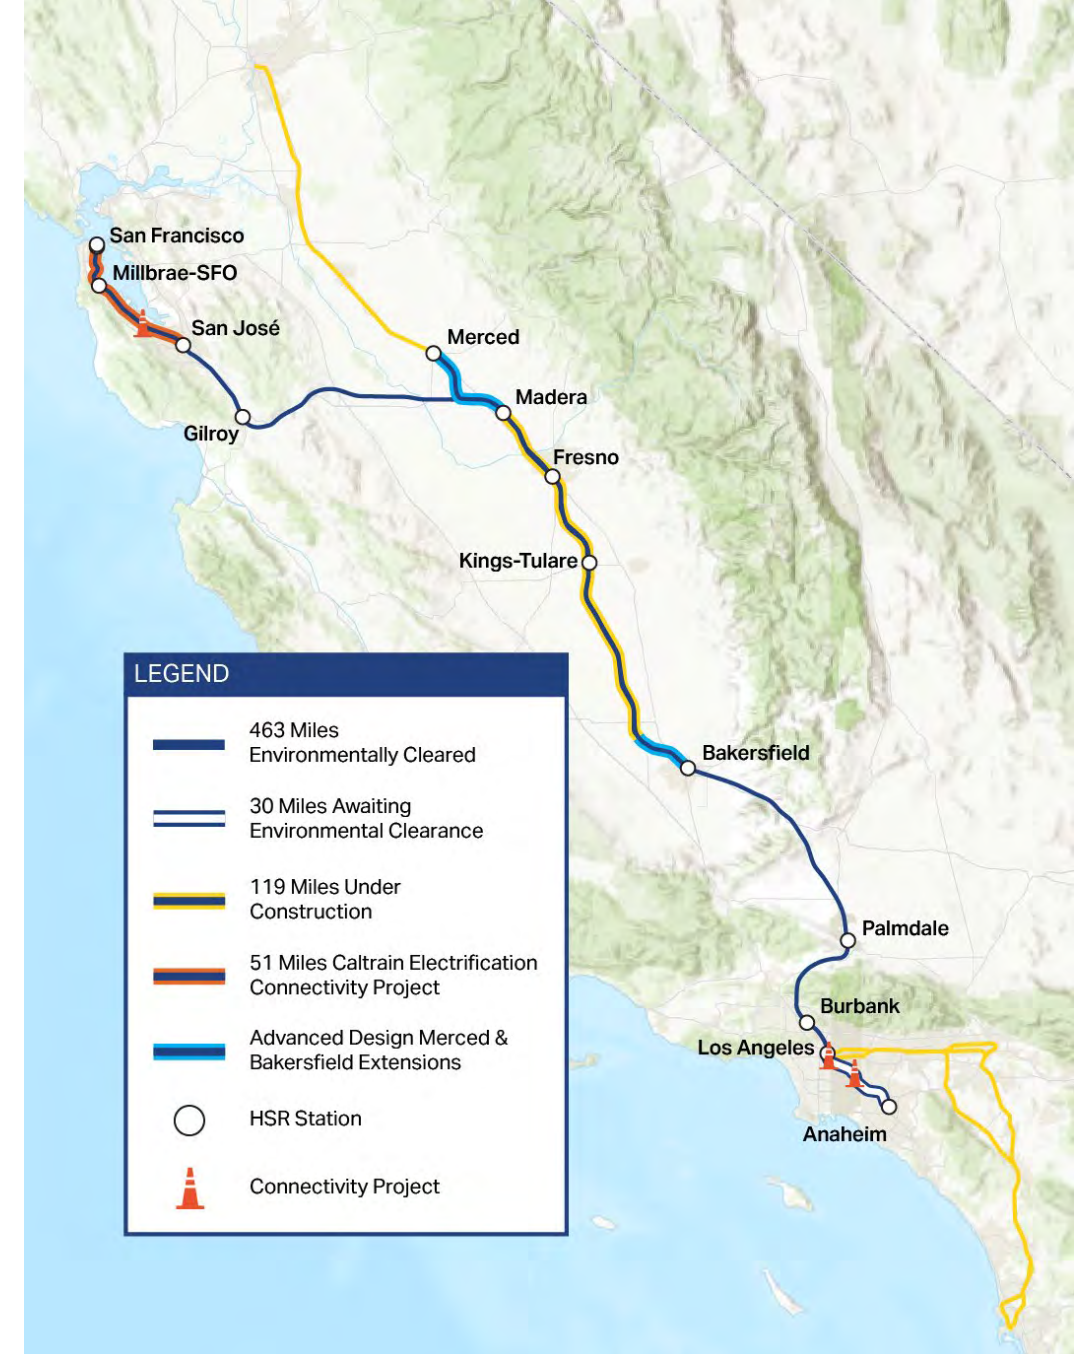 San Francisco
Millbrae-SFO
San José
Merced
Madera
Gilroy
Fresno
Kings-Tulare
LEGEND
463 Miles
Environmentally Cleared
30 Miles Awaiting
Environmental Clearance
119 Miles Under
Construction
51 Miles Caltrain Electrification
Connectivity Project
Advanced Design Merced &
Bakersfield Extensions
HSR Station
Connectivity Project
Bakersfield
Palmdale
Burbank
Los Angeles
Anaheim